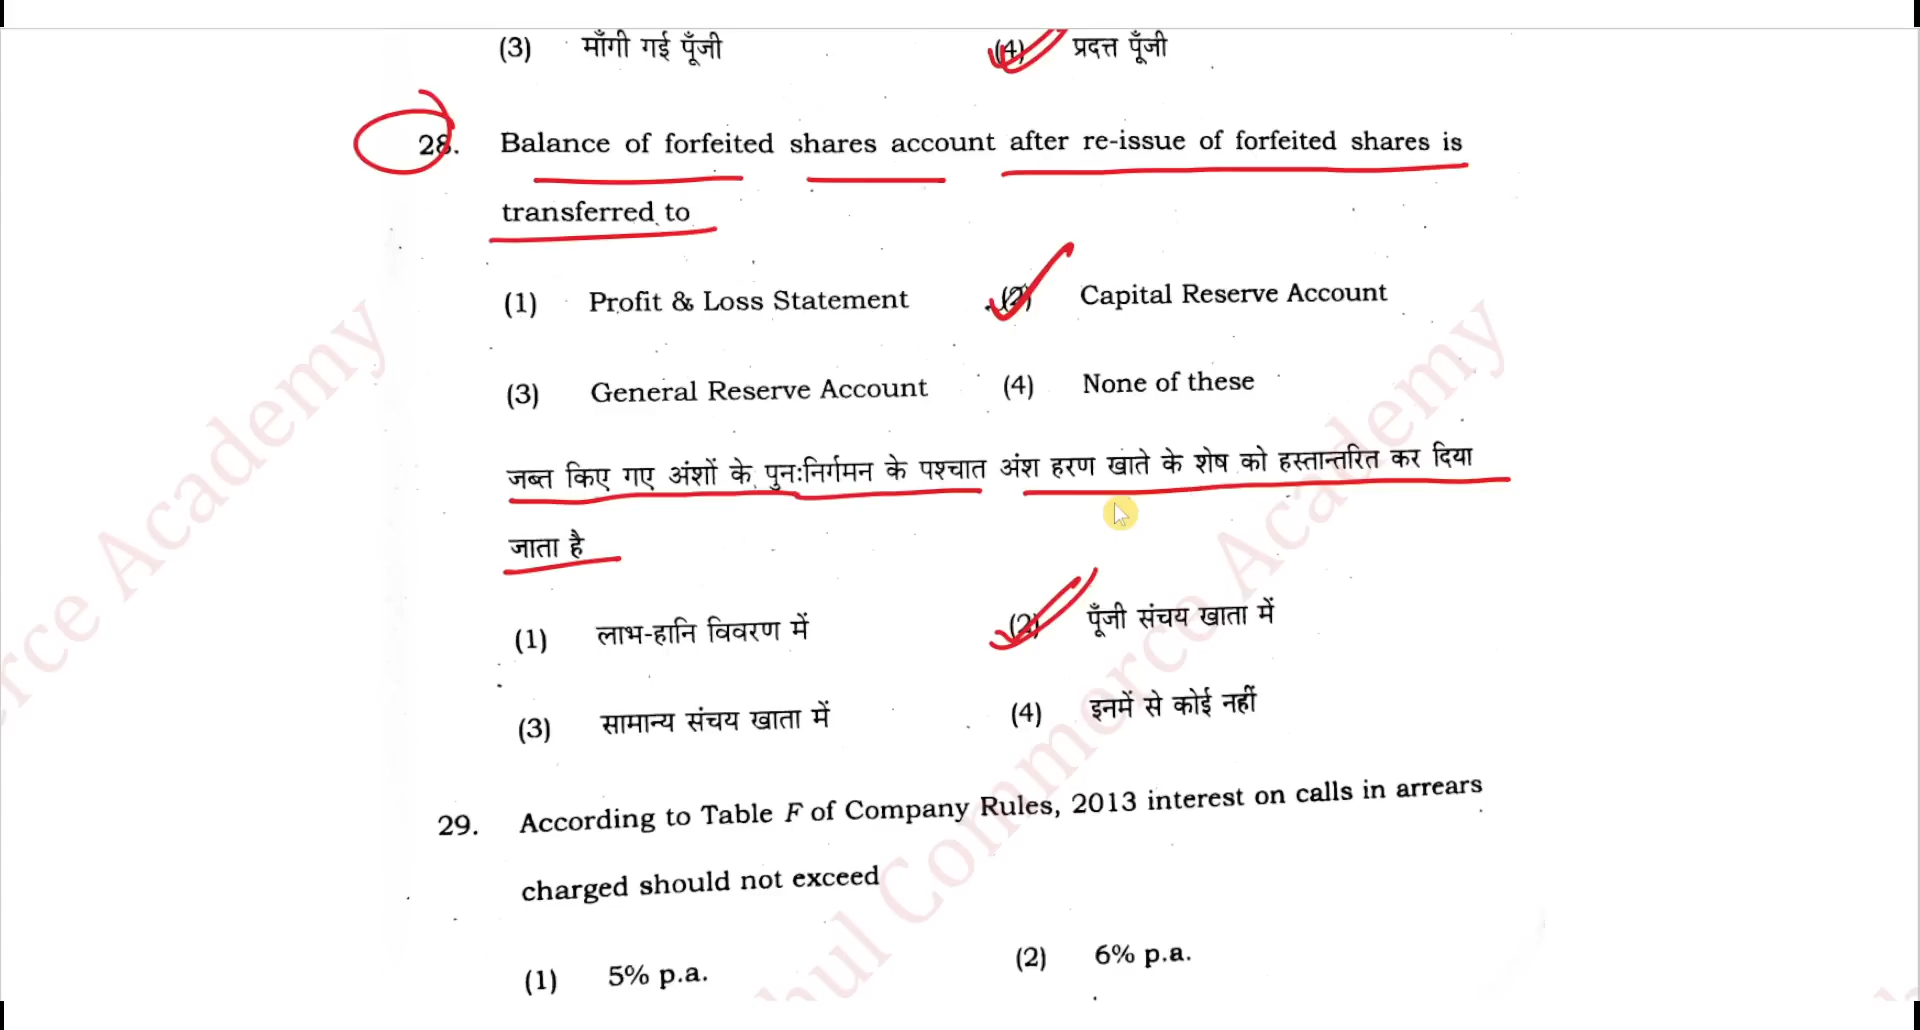 (3) माँगी गई पूँजी (4) प्रदत्त पूँजी
28. Balance of forfeited shares account after re-issue of forfeited shares is
transferred to
(1) Profit & Loss Statement (2) Capital Reserve Account
(3) General Reserve Account (4) None of these
जब्त किए गए अंशों के पुनःनिर्गमन के पश्चात अंश हरण खाते के शेष को हस्तान्तरित कर दिया
जाता है
(1) लाभ-हानि विवरण में (2) पूँजी संचय खाता में
(3) सामान्य संचय खाता में (4) इनमें से कोई नहीं
29. According to Table F of Company Rules, 2013 interest on calls in arrears
charged should not exceed
(1) 5% p.a. (2) 6% p.a.
Commerce Academy
Academy